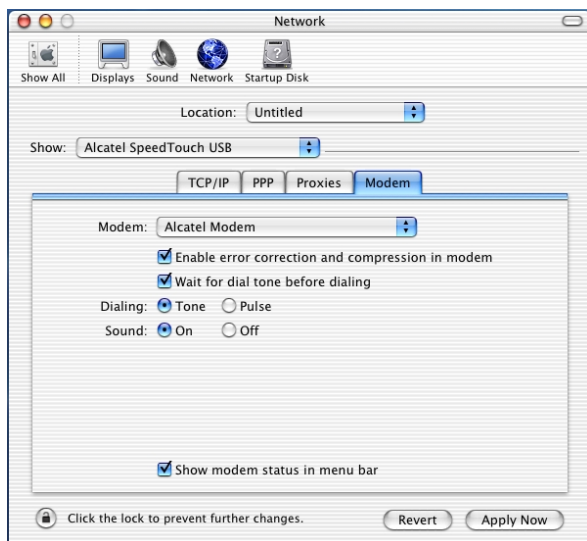 Network
Show All Displays Sound Network Startup Disk
Location: Untitled
Show: Alcatel SpeedTouch USB
TCP/IP PPP Proxies Modem
Modem: Alcatel Modem
Enable error correction and compression in modem
Wait for dial tone before dialing
Dialing: Tone Pulse
Sound: On Off
Show modem status in menu bar
Click the lock to prevent further changes. Revert Apply Now